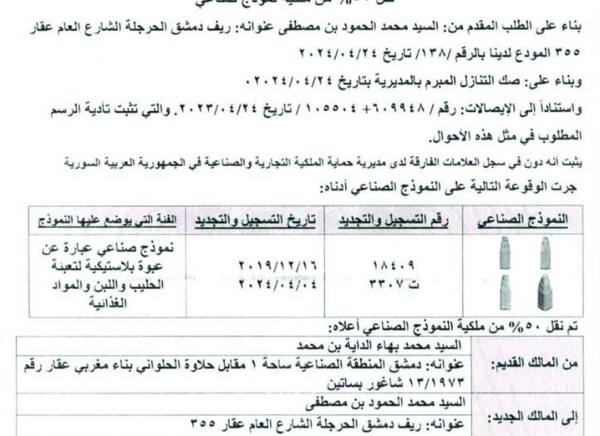 نقل ٥٠% من ملكية نموذج صناعي
بناء على الطلب المقدم من: السيد محمد الحمود بن مصطفى عنوانه: ريف دمشق الحرجلة الشارع العام عقار
٣٥٥ المودع لدينا بالرقم /١٣٨/ تاريخ ٢٠٢٤/٠٤/٢٤
وبناء على: صك التنازل المبرم بالمديرية بتاريخ ٠٢٠٢٤/٠٤/٢٤
واستناداً إلى الإيصالات: رقم / ٦٠٩٩٤٨+ ١٠٥٥٠٤ / تاريخ ٢٠٢٣/٠٤/٢٤. والتي تثبت تأدية الرسم
المطلوب في مثل هذه الأحوال.
يثبت أنه دون في سجل العلامات الفارقة لدى مديرية حماية الملكية التجارية والصناعية في الجمهورية العربية السورية
جرت الوقوعة التالية على النموذج الصناعي أدناه:
النموذج الصناعي رقم التسجيل والتجديد تاريخ التسجيل والتجديد الفئة التي يوضع عليها النموذج
١٨٤٠٩ ٢٠١٩/١٢/١٦ نموذج صناعي عبارة عن
عبوة بلاستيكية لتعبئة
ت ٣٣٠٧ ٢٠٢٤/٠٤/٠٤ الحليب واللبن والمواد
الغذائية
تم نقل ٥٠% من ملكية النموذج الصناعي أعلاه:
من المالك القديم: السيد محمد بهاء الداية بن محمد
عنوانه: دمشق المنطقة الصناعية ساحة ١ مقابل حلاوة الحلواني بناء مغربي عقار رقم
١٣/١٩٧٣ شاغور بساتين
إلى المالك الجديد: السيد محمد الحمود بن مصطفى
عنوانه: ريف دمشق الحرجلة الشارع العام عقار ٣٥٥